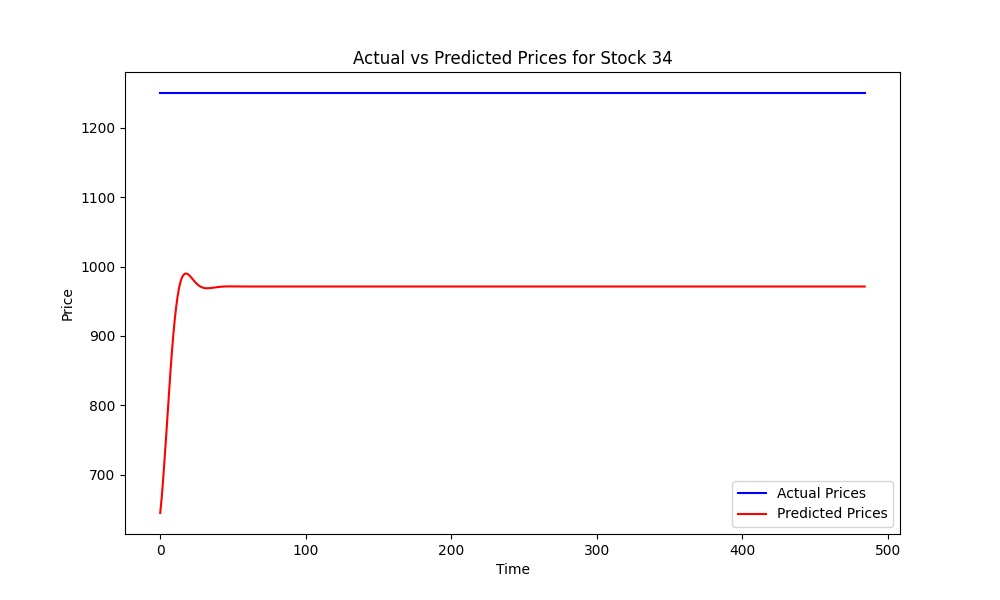 Actual vs Predicted Prices for Stock 34
Price
1200
1100
1000
900
800
700
0 100 200 300 400 500
Time
Actual Prices
Predicted Prices